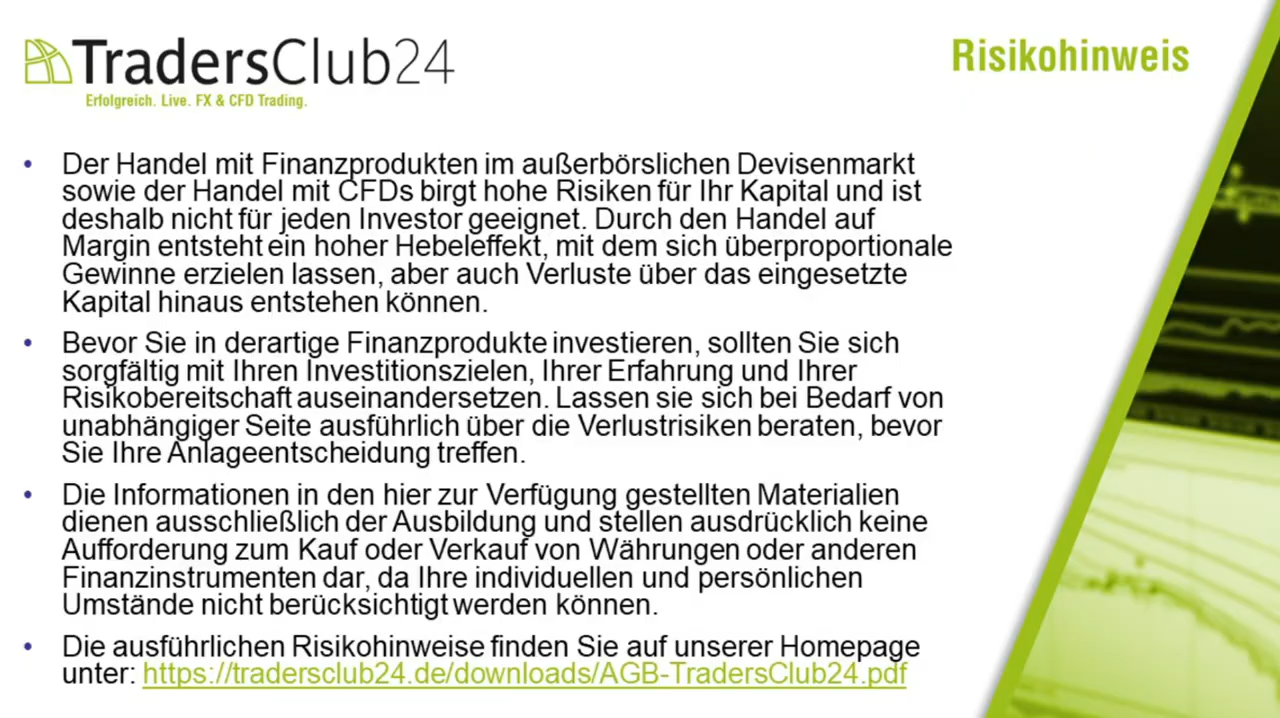 TradersClub24
Erfolgreich. Live. FX & CFD Trading.
Risikohinweis
• Der Handel mit Finanzprodukten im außerbörslichen Devisenmarkt
sowie der Handel mit CFDs birgt hohe Risiken für Ihr Kapital und ist
deshalb nicht für jeden Investor geeignet. Durch den Handel auf
Margin entsteht ein hoher Hebeleffekt, mit dem sich überproportionale
Gewinne erzielen lassen, aber auch Verluste über das eingesetzte
Kapital hinaus entstehen können.
• Bevor Sie in derartige Finanzprodukte investieren, sollten Sie sich
sorgfältig mit Ihren Investitionszielen, Ihrer Erfahrung und Ihrer
Risikobereitschaft auseinandersetzen. Lassen sie sich bei Bedarf von
unabhängiger Seite ausführlich über die Verlustrisiken beraten, bevor
Sie Ihre Anlageentscheidung treffen.
• Die Informationen in den hier zur Verfügung gestellten Materialien
dienen ausschließlich der Ausbildung und stellen ausdrücklich keine
Aufforderung zum Kauf oder Verkauf von Währungen oder anderen
Finanzinstrumenten dar, da Ihre individuellen und persönlichen
Umstände nicht berücksichtigt werden können.
• Die ausführlichen Risikohinweise finden Sie auf unserer Homepage
unter: https://tradersclub24.de/downloads/AGB-TradersClub24.pdf